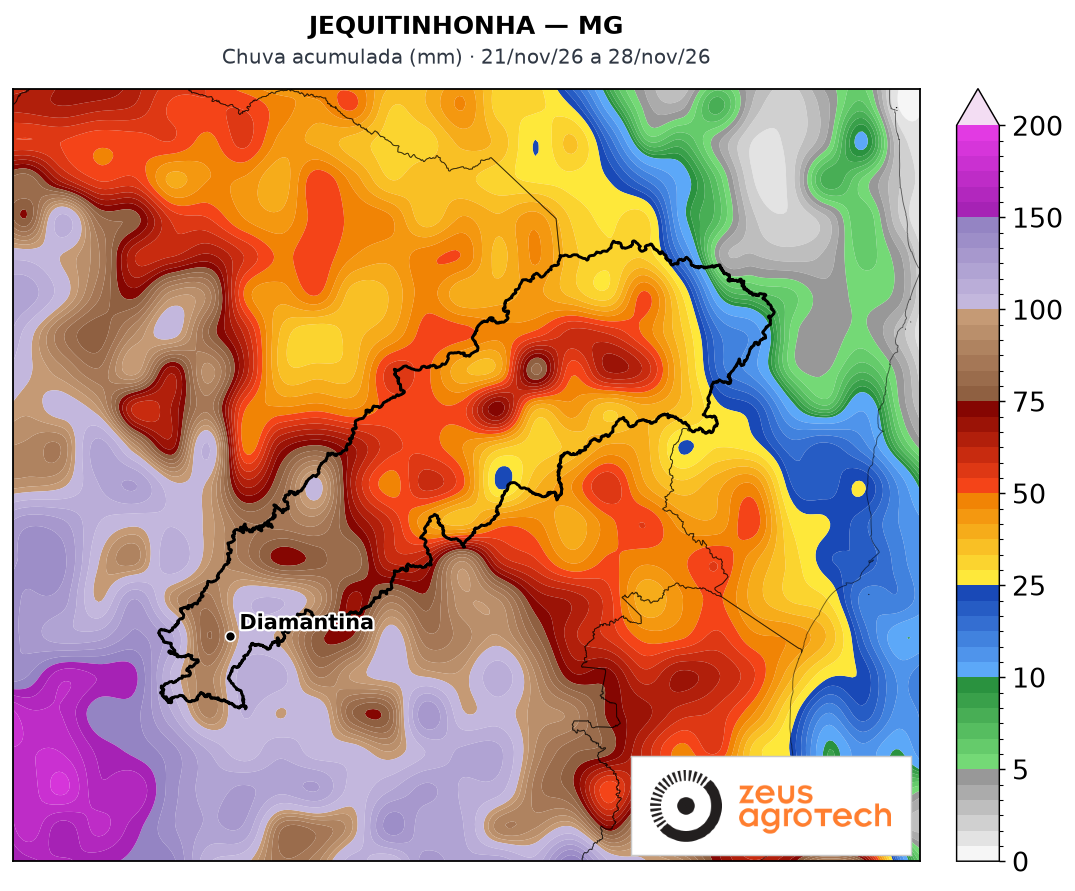 JEQUITINHONHA — MG
Chuva acumulada (mm) · 21/nov/26 a 28/nov/26
200
150
100
75
50
25
10
5
0
Diamantina
zeus
agrotech